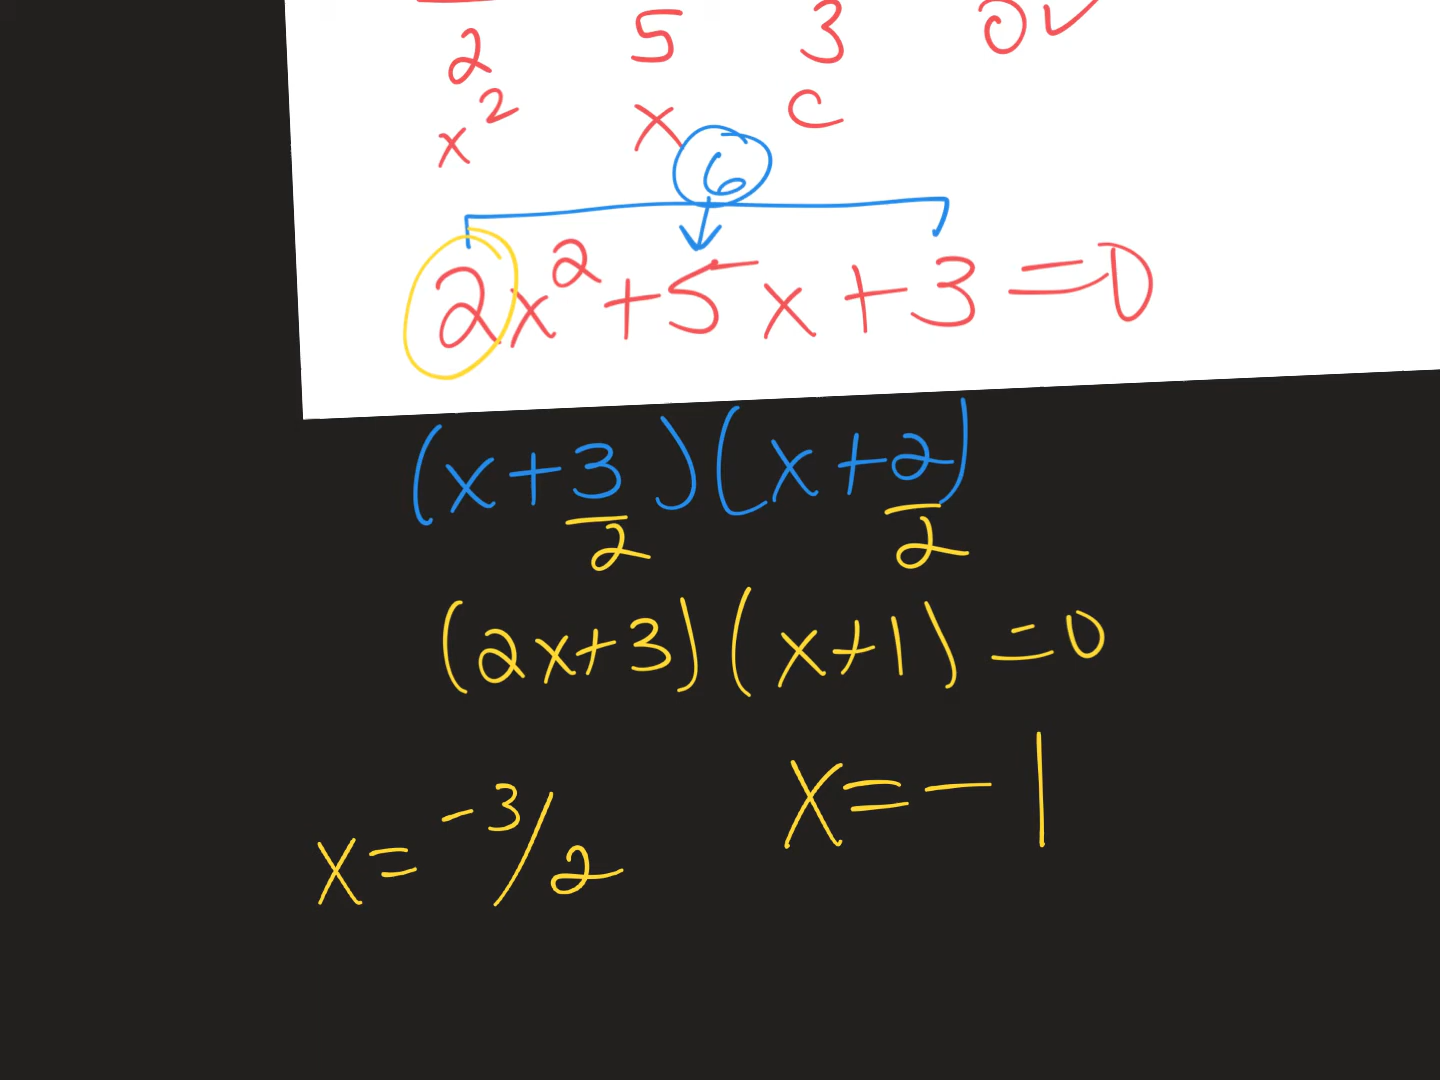 2 5 3 0✓
x² x c
6
2x²+5x+3=0
(x+3/2)(x+2/2)
(2x+3)(x+1)=0
x=-3/2 x=-1